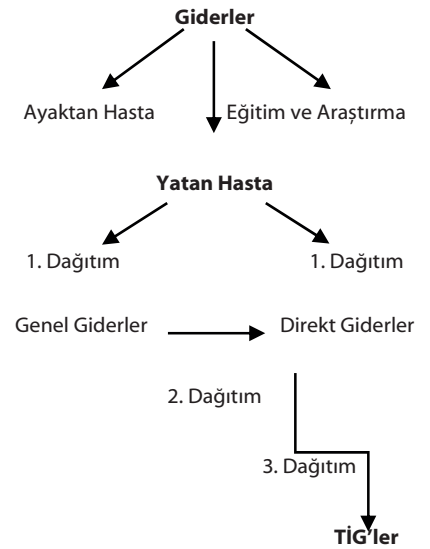 Giderler
Ayaktan Hasta
Eğitim ve Araştırma
Yatan Hasta
1. Dağıtım
1. Dağıtım
Genel Giderler
Direkt Giderler
2. Dağıtım
3. Dağıtım
TİG'ler